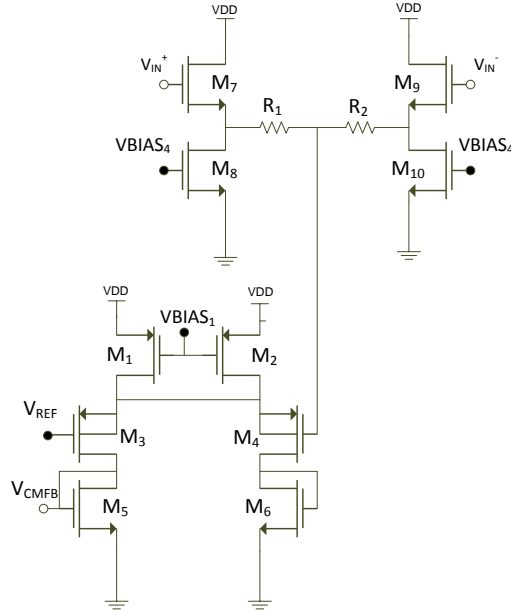 VDD VDD
V_IN^+ M_7 M_9 V_IN^-
R_1 R_2
VBIAS_4 M_8 M_10 VBIAS_4
VDD VBIAS_1 VDD
M_1 M_2
V_REF M_3 M_4
V_CMFB M_5 M_6